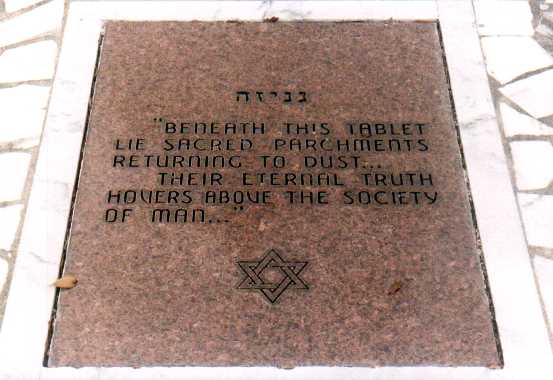 גניזה
"BENEATH THIS TABLET
LIE SACRED PARCHMENTS
RETURNING TO DUST...
THEIR ETERNAL TRUTH
HOVERS ABOVE THE SOCIETY
OF MAN..."